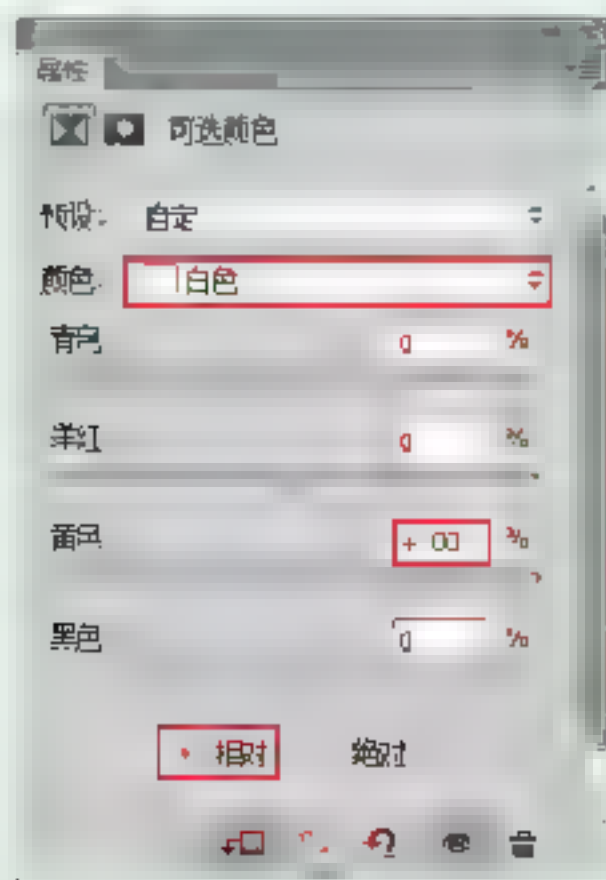 属性
可选颜色
预设: 自定
颜色: 白色
青色 0 %
洋红 0 %
黄色 %
黑色 0 %
相对 绝对